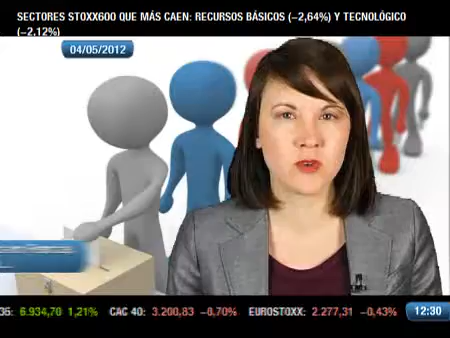 SECTORES STOXX600 QUE MÁS CAEN: RECURSOS BÁSICOS (−2,64%) Y TECNOLÓGICO
(−2,12%)
04/05/2012
35: 6.934,70 1,21% CAC 40: 3.200,83 −0,70% EUROSTOXX: 2.277,31 −0,43% 12:30